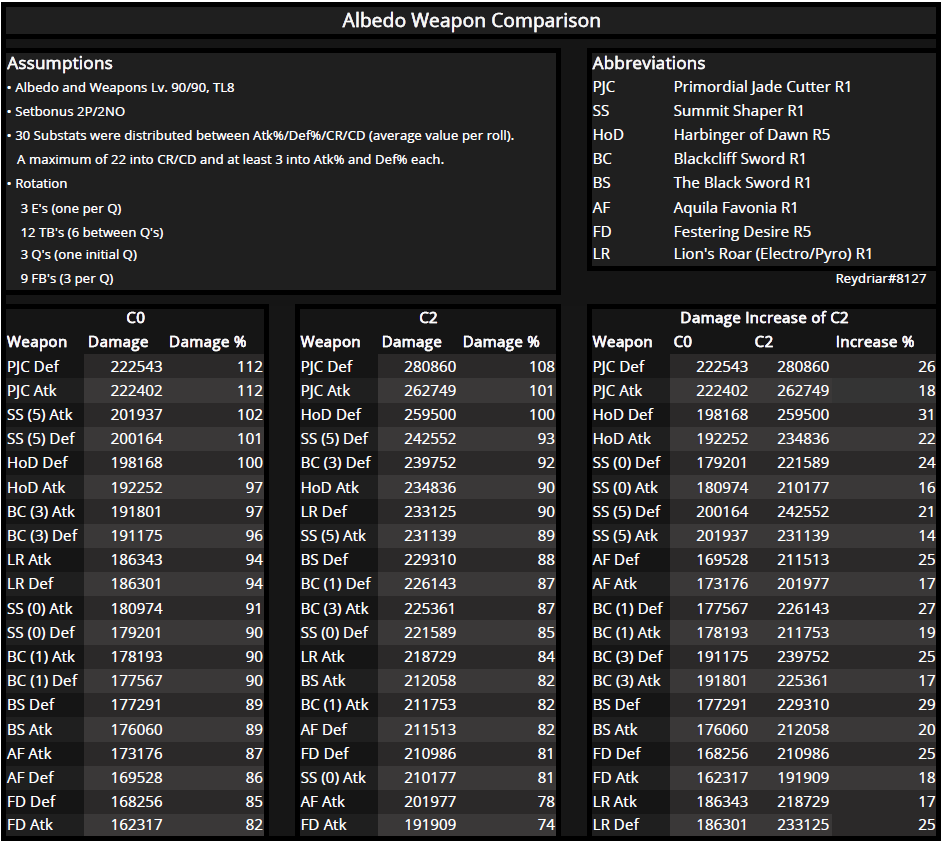 Albedo Weapon Comparison
Assumptions
• Albedo and Weapons Lv. 90/90, TL8
• Setbonus 2P/2NO
• 30 Substats were distributed between Atk%/Def%/CR/CD (average value per roll).
A maximum of 22 into CR/CD and at least 3 into Atk% and Def% each.
• Rotation
3 E's (one per Q)
12 TB's (6 between Q's)
3 Q's (one initial Q)
9 FB's (3 per Q)
Abbreviations
PJC Primordial Jade Cutter R1
SS Summit Shaper R1
HoD Harbinger of Dawn R5
BC Blackcliff Sword R1
BS The Black Sword R1
AF Aquila Favonia R1
FD Festering Desire R5
LR Lion's Roar (Electro/Pyro) R1
Reydriar#8127
C0
Weapon Damage Damage %
PJC Def 222543 112
PJC Atk 222402 112
SS (5) Atk 201937 102
SS (5) Def 200164 101
HoD Def 198168 100
HoD Atk 192252 97
BC (3) Atk 191801 97
BC (3) Def 191175 96
LR Atk 186343 94
LR Def 186301 94
SS (0) Atk 180974 91
SS (0) Def 179201 90
BC (1) Atk 178193 90
BC (1) Def 177567 90
BS Def 177291 89
BS Atk 176060 89
AF Atk 173176 87
AF Def 169528 86
FD Def 168256 85
FD Atk 162317 82
C2
Weapon Damage Damage %
PJC Def 280860 108
PJC Atk 262749 101
HoD Def 259500 100
SS (5) Def 242552 93
BC (3) Def 239752 92
HoD Atk 234836 90
LR Def 233125 90
SS (5) Atk 231139 89
BS Def 229310 88
BC (1) Def 226143 87
BC (3) Atk 225361 87
SS (0) Def 221589 85
LR Atk 218729 84
BS Atk 212058 82
BC (1) Atk 211753 82
AF Def 211513 82
FD Def 210986 81
SS (0) Atk 210177 81
AF Atk 201977 78
FD Atk 191909 74
Damage Increase of C2
Weapon C0 C2 Increase %
PJC Def 222543 280860 26
PJC Atk 222402 262749 18
HoD Def 198168 259500 31
HoD Atk 192252 234836 22
SS (0) Def 179201 221589 24
SS (0) Atk 180974 210177 16
SS (5) Def 200164 242552 21
SS (5) Atk 201937 231139 14
AF Def 169528 211513 25
AF Atk 173176 201977 17
BC (1) Def 177567 226143 27
BC (1) Atk 178193 211753 19
BC (3) Def 191175 239752 25
BC (3) Atk 191801 225361 17
BS Def 177291 229310 29
BS Atk 176060 212058 20
FD Def 168256 210986 25
FD Atk 162317 191909 18
LR Atk 186343 218729 17
LR Def 186301 233125 25